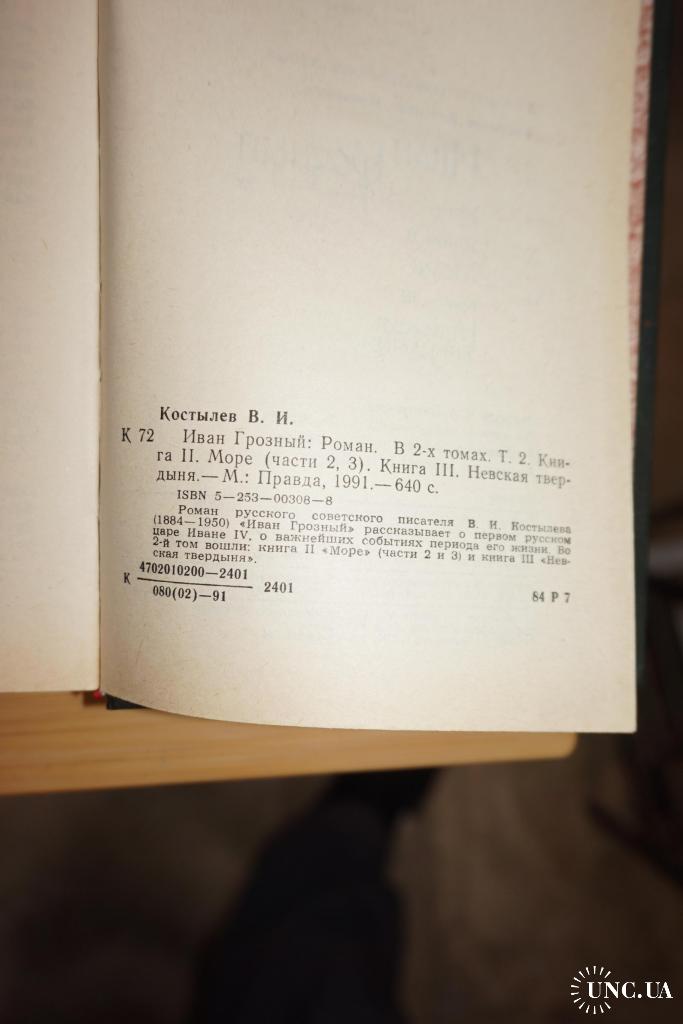 Костылев В. И.
К 72 Иван Грозный: Роман. В 2-х томах. Т. 2. Кни-
га II. Море (части 2, 3). Книга III. Невская твер-
дыня.— М.: Правда, 1991.— 640 с.
ISBN 5—253—00308—8
Роман русского советского писателя В. И. Костылева
(1884—1950) «Иван Грозный» рассказывает о первом русском
царе Иване IV, о важнейших событиях периода его жизни. Во
2-й том вошли: книга II «Море» (части 2 и 3) и книга III «Нев-
ская твердыня».
4702010200—2401
К 2401
080(02)—91
84 Р 7
UNC.UA